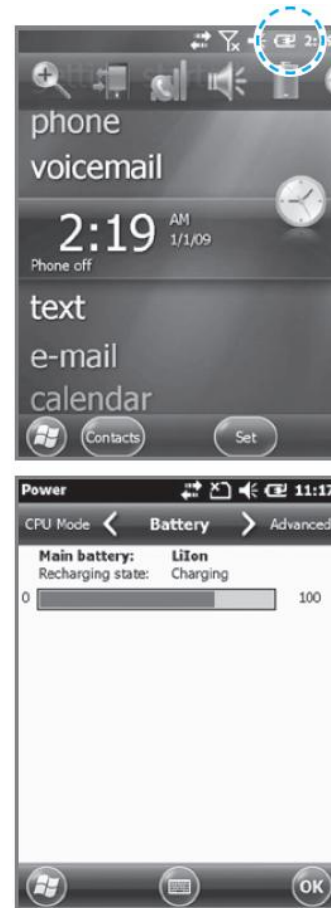 2:19
phone
voicemail
2:19 AM
1/1/09
Phone off
text
e-mail
calendar
Contacts
Set
Power
11:17
CPU Mode
Battery
Advanced
Main battery: LiIon
Recharging state: Charging
0
100
OK